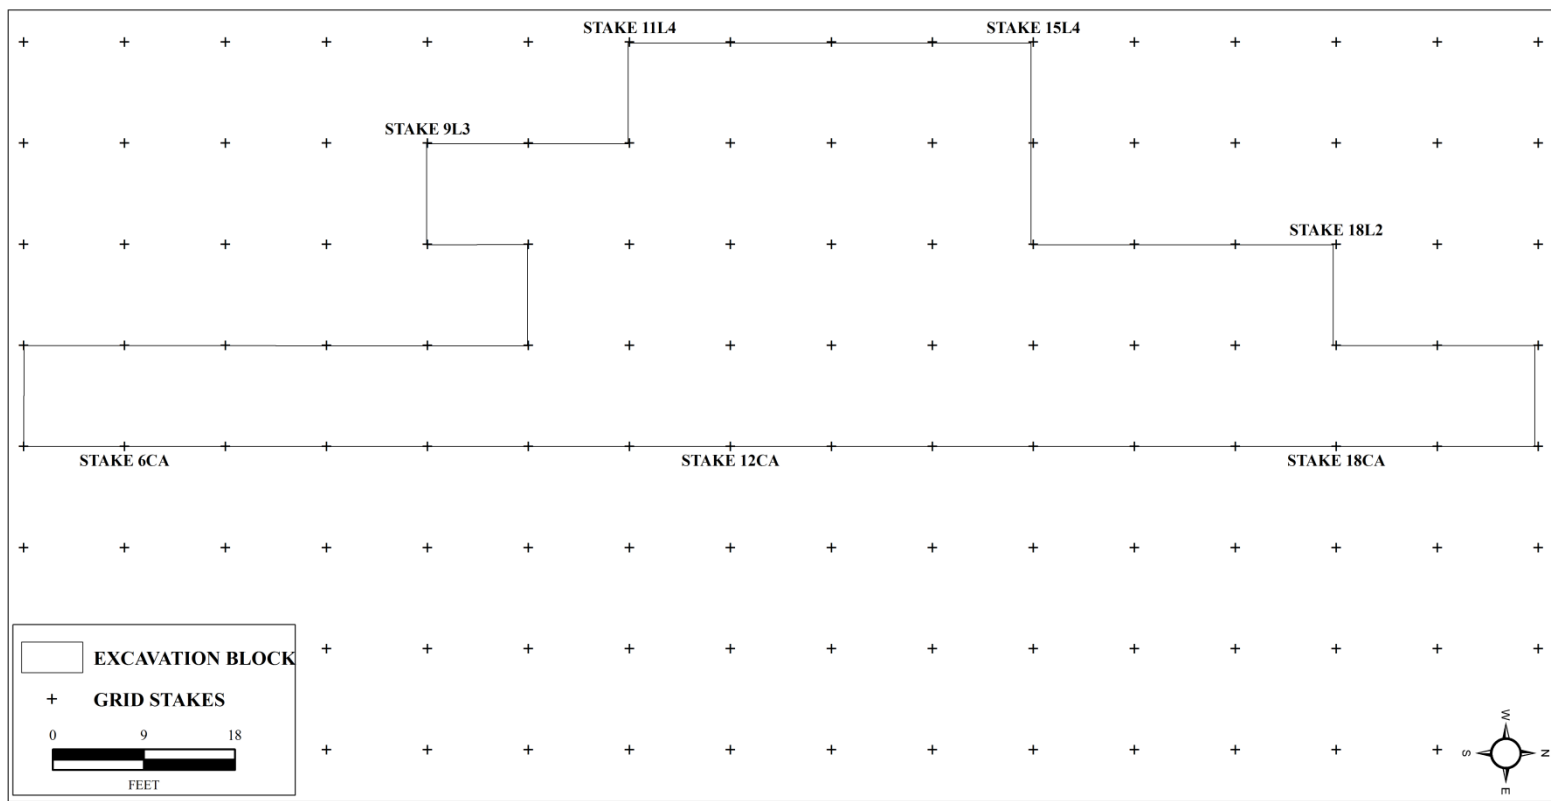 STAKE 11L4
STAKE 15L4
STAKE 9L3
STAKE 18L2
STAKE 6CA
STAKE 12CA
STAKE 18CA
EXCAVATION BLOCK
GRID STAKES
0 9 18
FEET
W
S N
E